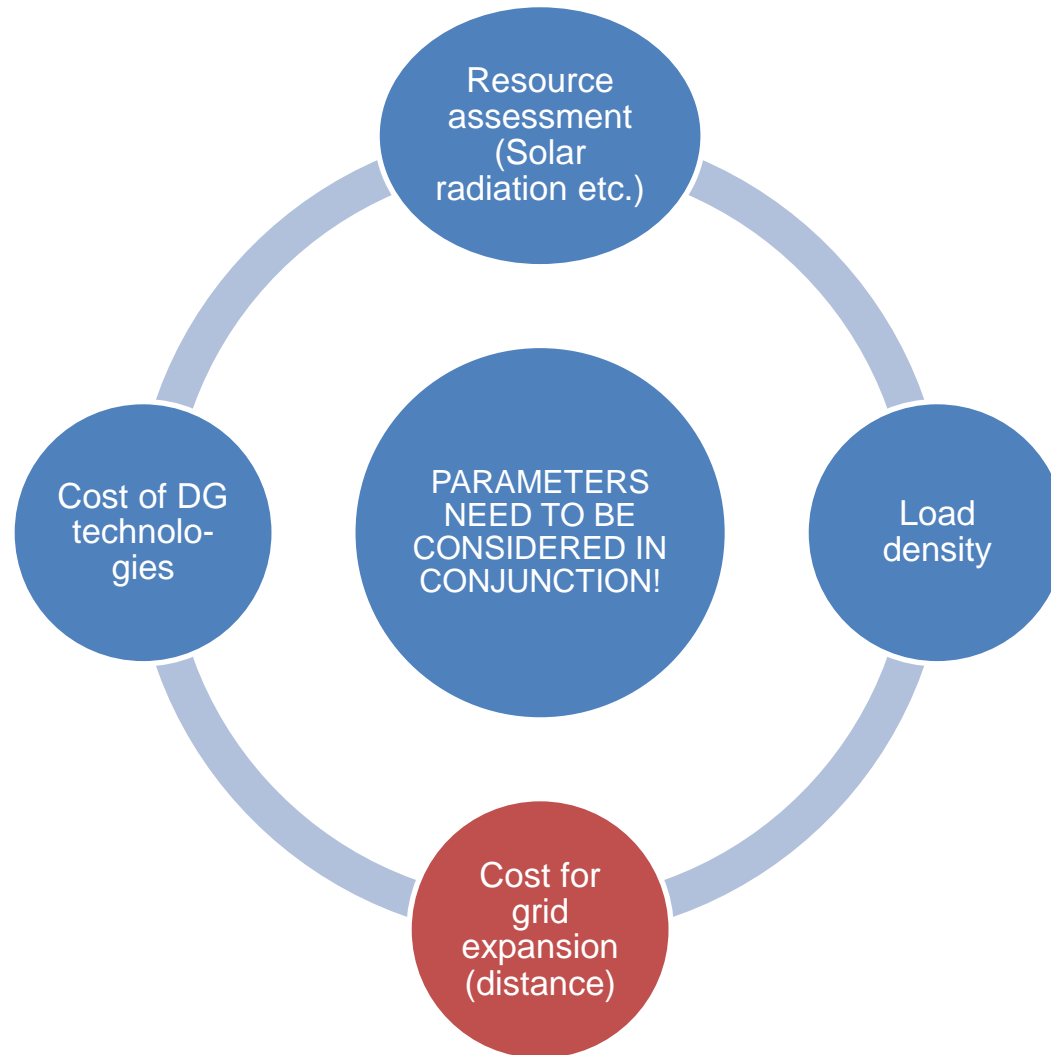 Resource
assessment
(Solar
radiation etc.)
Cost of DG
technolo-
gies
PARAMETERS
NEED TO BE
CONSIDERED IN
CONJUNCTION!
Load
density
Cost for
grid
expansion
(distance)